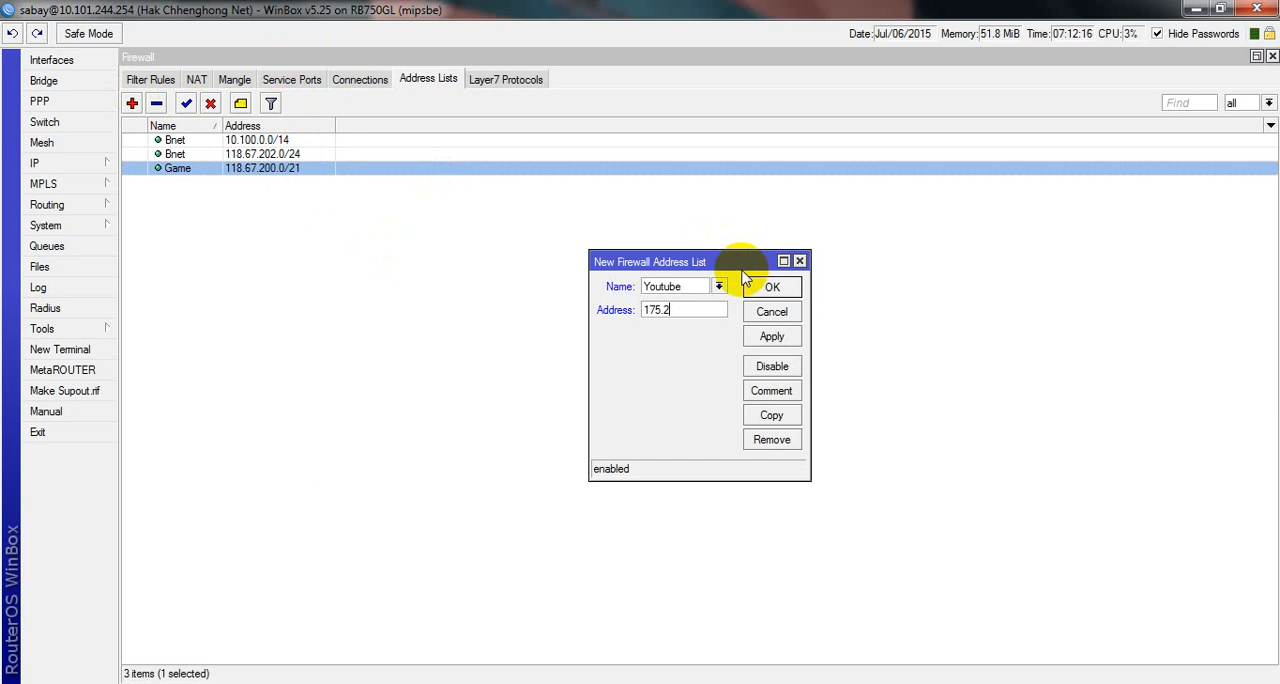 sabay@10.101.244.254 (Hak Chhenghong Net) - WinBox v5.25 on RB750GL (mipsbe)
Safe Mode Date: Jul/06/2015 Memory: 51.8 MiB Time: 07:12:16 CPU: 3% Hide Passwords
Interfaces
Bridge
PPP
Switch
Mesh
IP
MPLS
Routing
System
Queues
Files
Log
Radius
Tools
New Terminal
MetaROUTER
Make Supout.rif
Manual
Exit
RouterOS WinBox
Firewall
Filter Rules NAT Mangle Service Ports Connections Address Lists Layer7 Protocols
Find all
Name / Address
Bnet 10.100.0.0/14
Bnet 118.67.202.0/24
Game 118.67.200.0/21
New Firewall Address List
Name: Youtube OK
Address: 175.2 Cancel
Apply
Disable
Comment
Copy
Remove
enabled
3 items (1 selected)